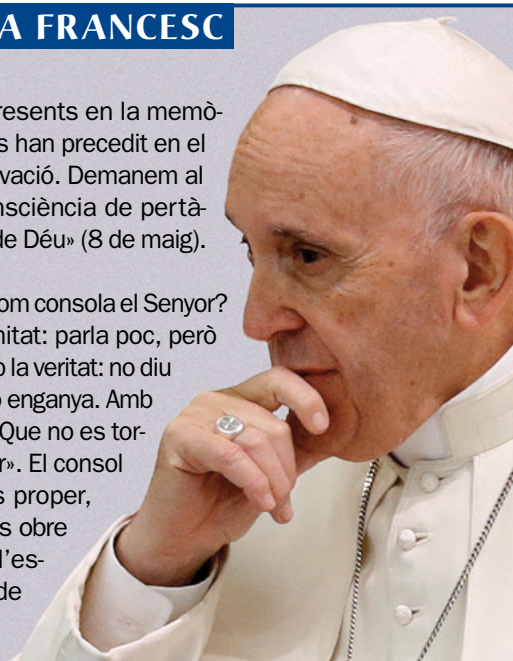 A FRANCESC
resents en la memò-
s han precedit en el
vació. Demanem al
nsciència de pertà-
de Déu» (8 de maig).
om consola el Senyor?
nitat: parla poc, però
b la veritat: no diu
o enganya. Amb
Que no es tor-
r». El consol
s proper,
s obre
l'es-
de